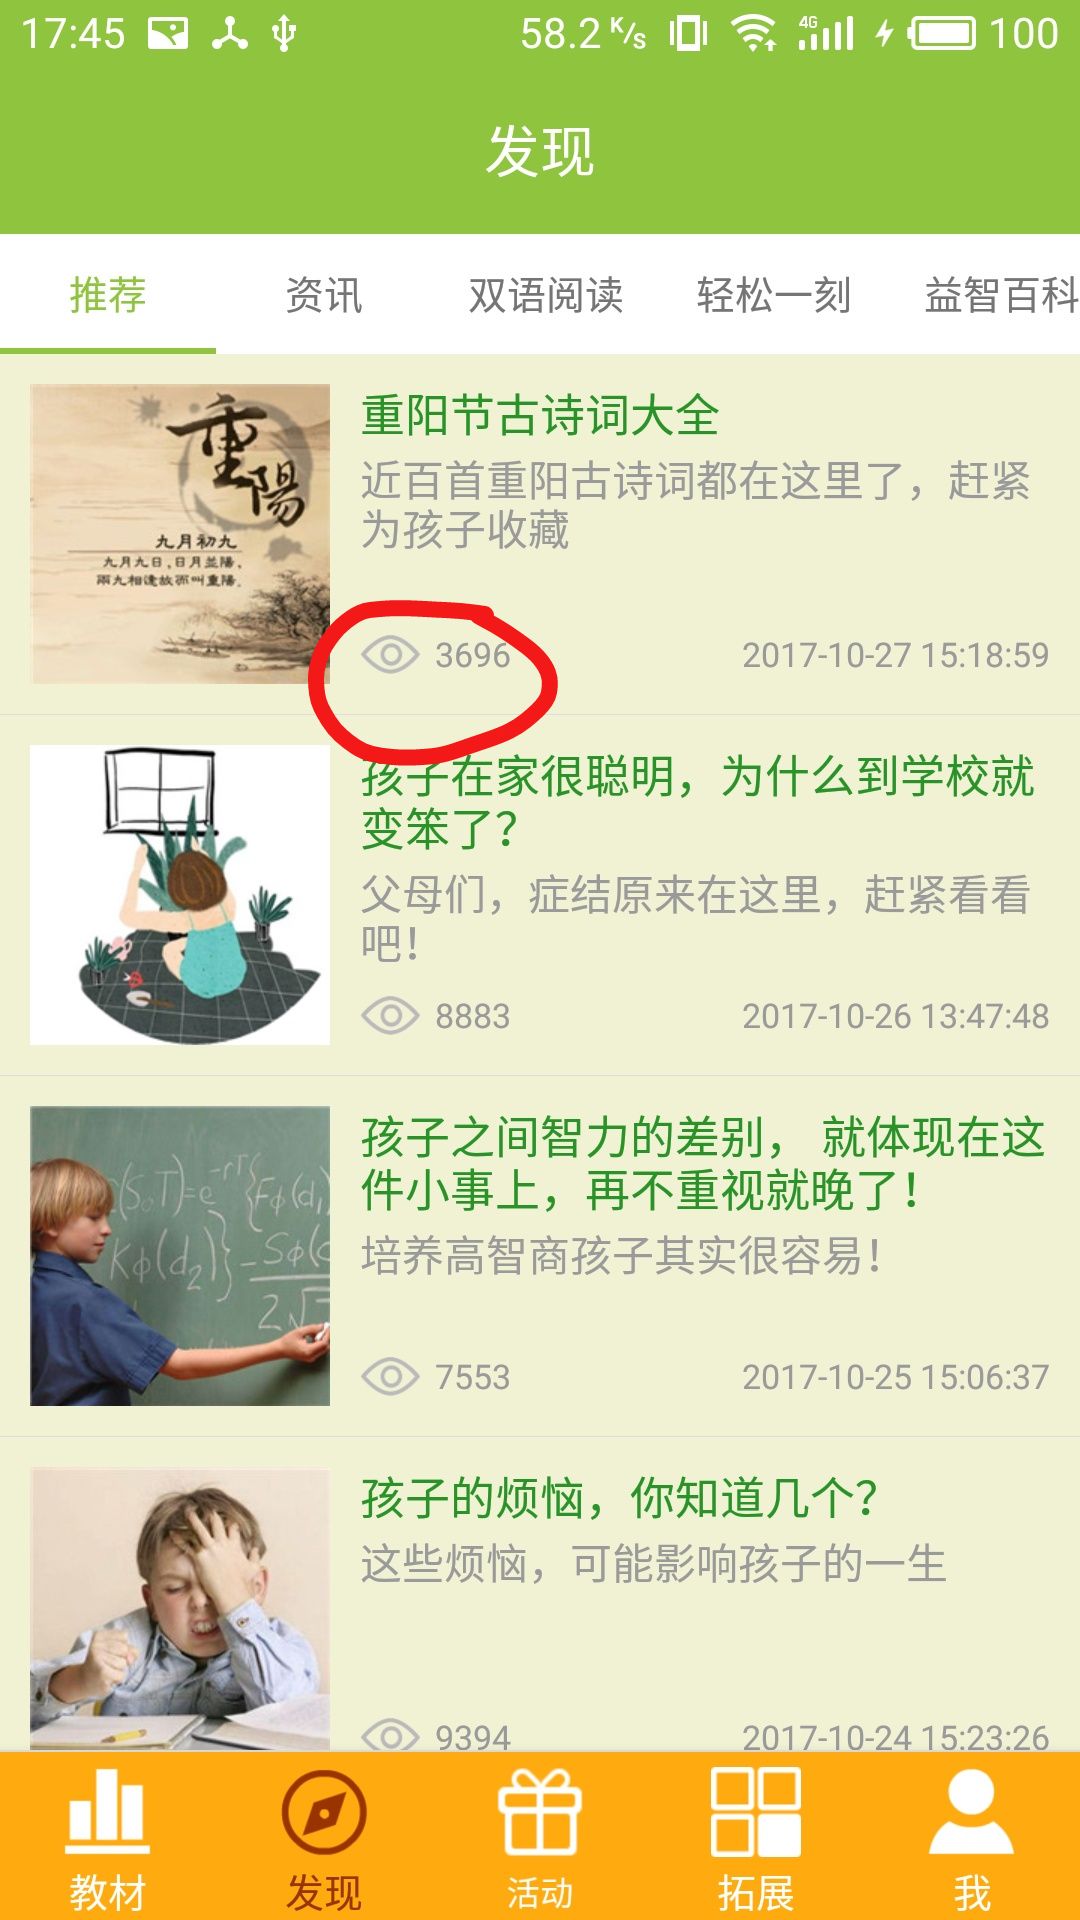 17:45 58.2 K/s 4G 100
发现
推荐 资讯 双语阅读 轻松一刻 益智百科
重阳
九月初九
九月九日,日月并陽,
兩九相逢故而叫重陽。
重阳节古诗词大全
近百首重阳古诗词都在这里了，赶紧
为孩子收藏
3696 2017-10-27 15:18:59
孩子在家很聪明，为什么到学校就
变笨了？
父母们，症结原来在这里，赶紧看看
吧！
8883 2017-10-26 13:47:48
孩子之间智力的差别， 就体现在这
件小事上，再不重视就晚了！
培养高智商孩子其实很容易！
7553 2017-10-25 15:06:37
孩子的烦恼，你知道几个？
这些烦恼，可能影响孩子的一生
9394 2017-10-24 15:23:26
教材 发现 活动 拓展 我